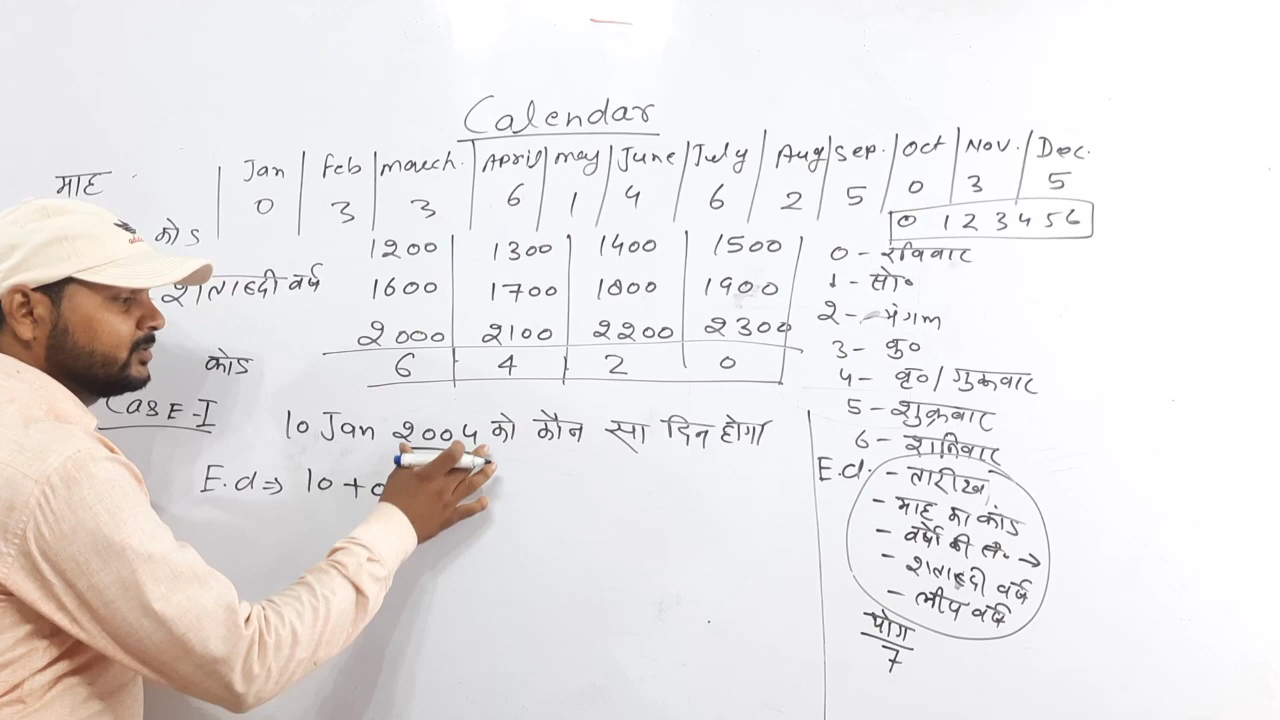 Calendar
माह Jan Feb March. April May June July Aug Sep. Oct Nov. Dec.
कोड 0 3 3 6 1 4 6 2 5 0 3 5
0 1 2 3 4 5 6
शताब्दी वर्ष
1200 1300 1400 1500
1600 1700 1800 1900
2000 2100 2200 2300
कोड 6 4 2 0
0 - रविवार
1 - सो०
2 - मंगल
3 - बु०
4 - बृ०/गुरूवार
5 - शुक्रवार
6 - शनिवार
Case-I 10 Jan 2004 को कौन सा दिन होगा
E.d ⇒ 10 + 0
E.d. - तारीख
- माह का कोड
- वर्षो की सं० →
- शताब्दी वर्ष
- लीप वर्ष
योग
7